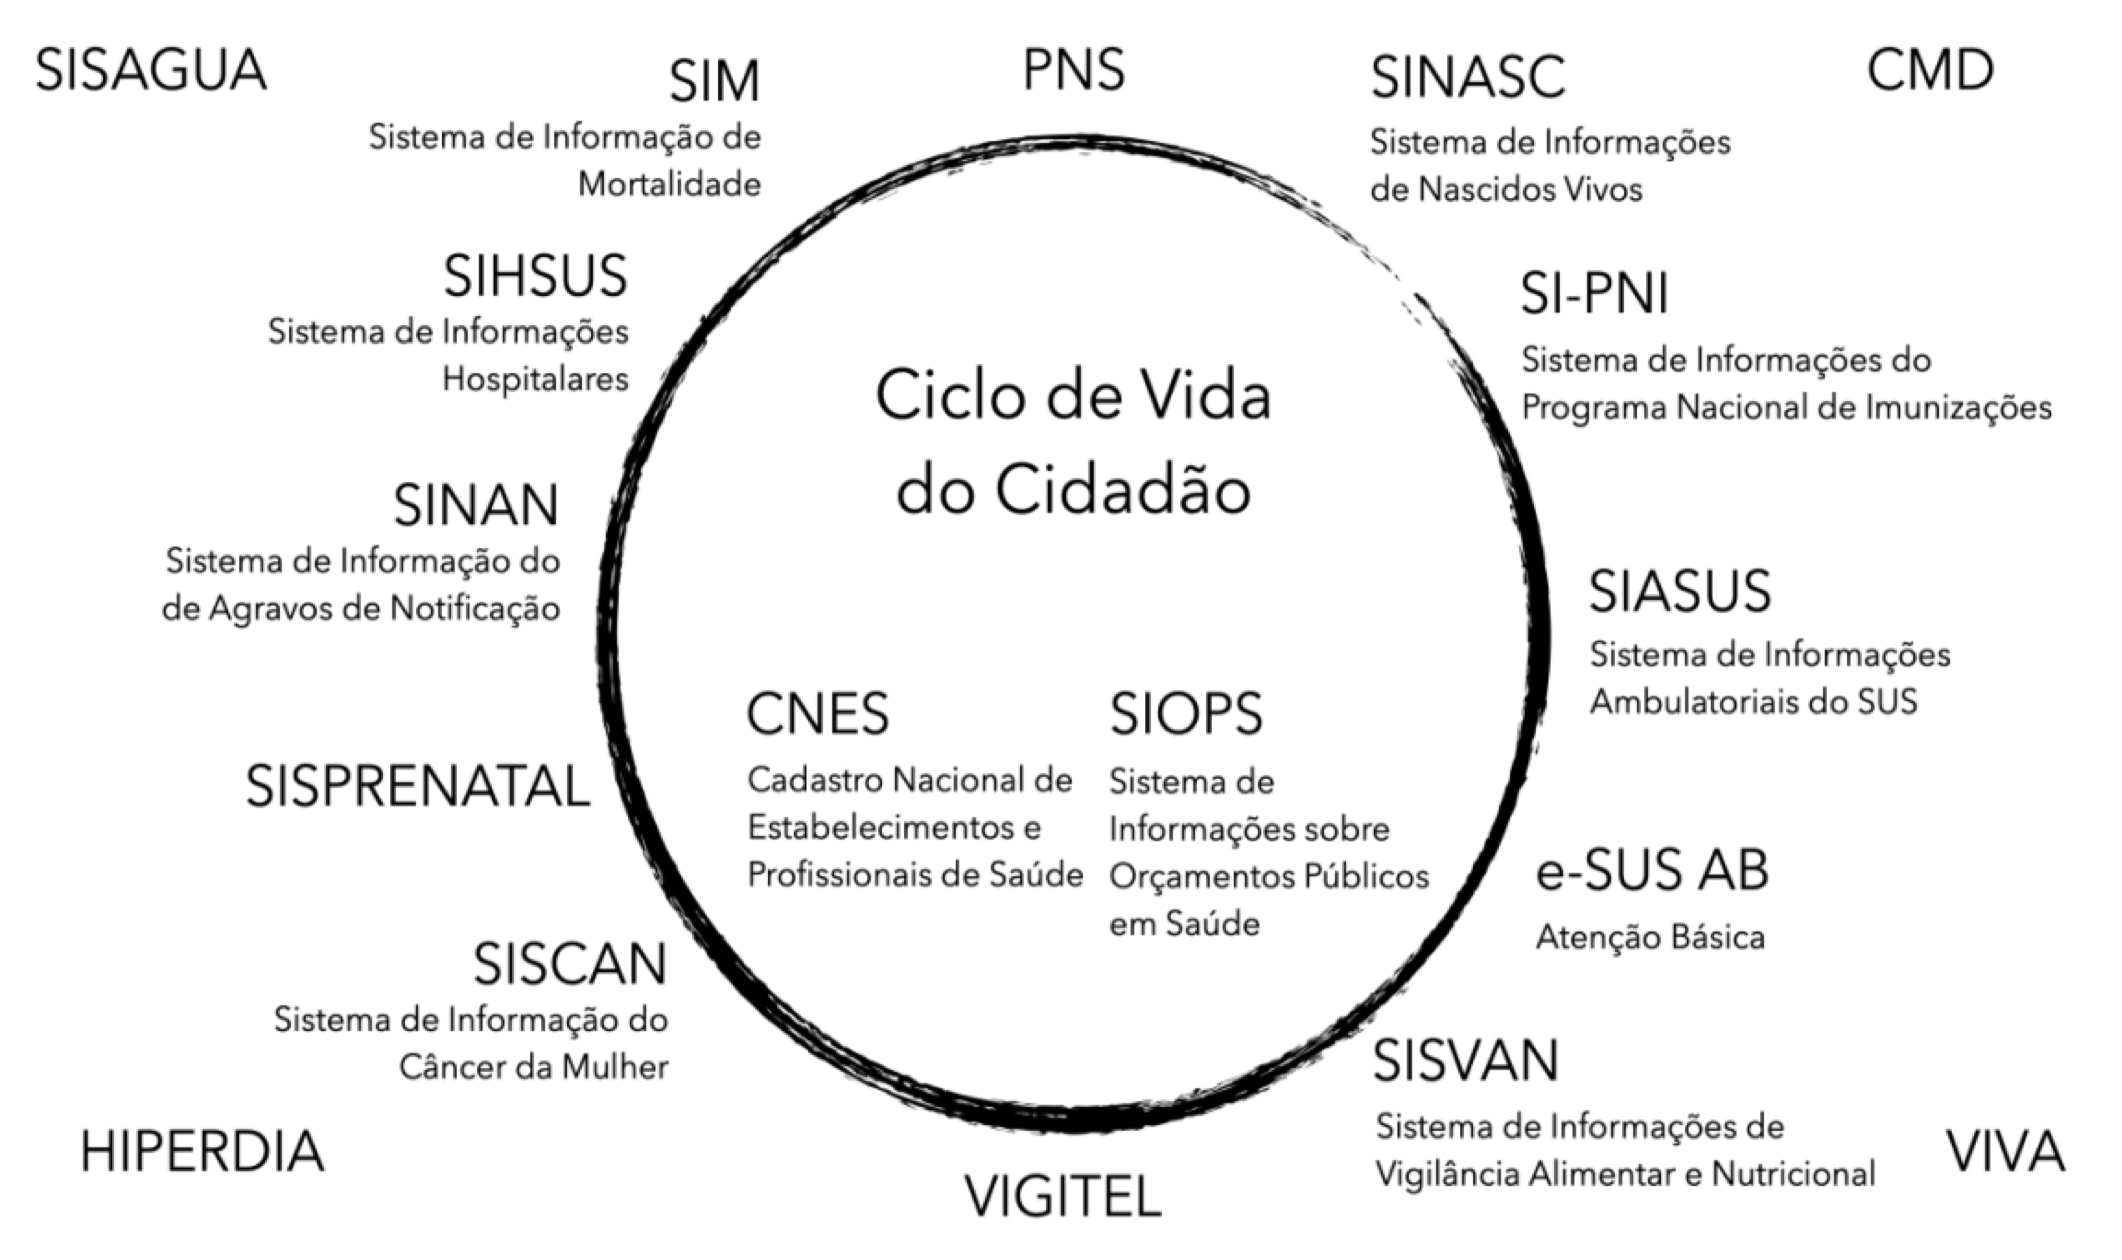 SISAGUA
SIM
Sistema de Informação de
Mortalidade
PNS
SINASC
Sistema de Informações
de Nascidos Vivos
CMD
SIHSUS
Sistema de Informações
Hospitalares
SI-PNI
Sistema de Informações do
Programa Nacional de Imunizações
Ciclo de Vida
do Cidadão
SINAN
Sistema de Informação do
de Agravos de Notificação
SIASUS
Sistema de Informações
Ambulatoriais do SUS
CNES
Cadastro Nacional de
Estabelecimentos e
Profissionais de Saúde
SIOPS
Sistema de
Informações sobre
Orçamentos Públicos
em Saúde
SISPRENATAL
e-SUS AB
Atenção Básica
SISCAN
Sistema de Informação do
Câncer da Mulher
SISVAN
Sistema de Informações de
Vigilância Alimentar e Nutricional
HIPERDIA
VIGITEL
VIVA